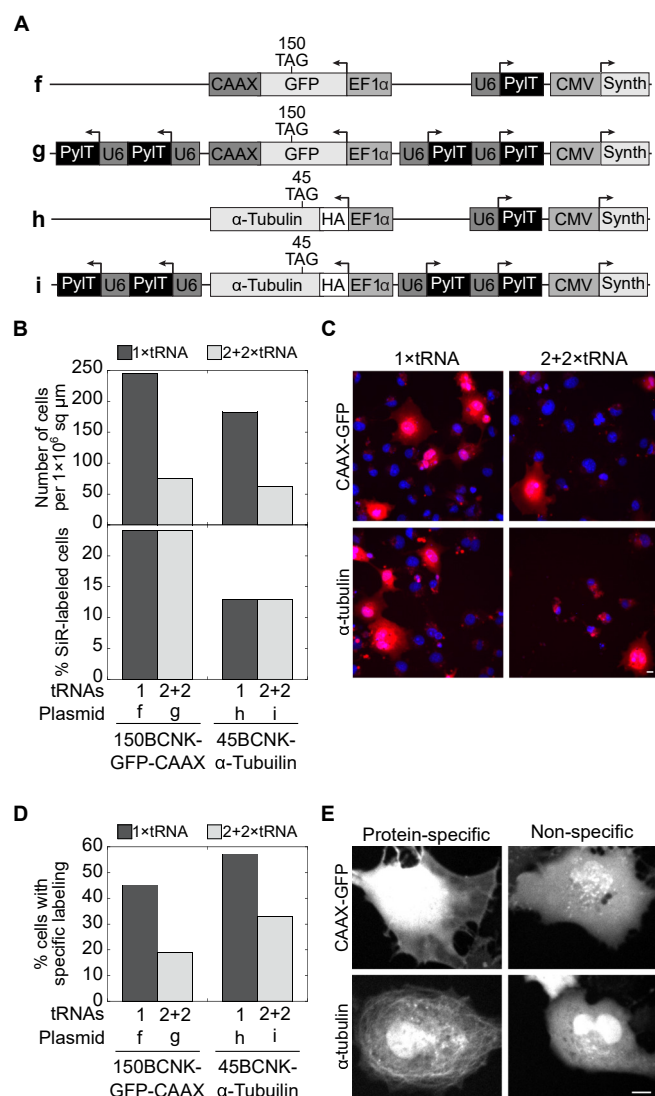 A
150
TAG
f CAAX GFP EF1α U6 PylT CMV Synth
150
TAG
g PylT U6 PylT U6 CAAX GFP EF1α U6 PylT U6 PylT CMV Synth
45
TAG
h α-Tubulin HA EF1α U6 PylT CMV Synth
45
TAG
i PylT U6 PylT U6 α-Tubulin HA EF1α U6 PylT U6 PylT CMV Synth
B
1×tRNA 2+2×tRNA
Number of cells
per 1×10⁶ sq µm
250
200
150
100
50
0
% SiR-labeled cells
20
15
10
5
0
tRNAs 1 2+2 1 2+2
Plasmid f g h i
150BCNK-
GFP-CAAX
45BCNK-
α-Tubuilin
C
1×tRNA 2+2×tRNA
CAAX-GFP
α-tubulin
D
1×tRNA 2+2×tRNA
% cells with
specific labeling
60
50
40
30
20
10
0
tRNAs 1 2+2 1 2+2
Plasmid f g h i
150BCNK-
GFP-CAAX
45BCNK-
α-Tubulin
E
Protein-specific Non-specific
CAAX-GFP
α-tubulin